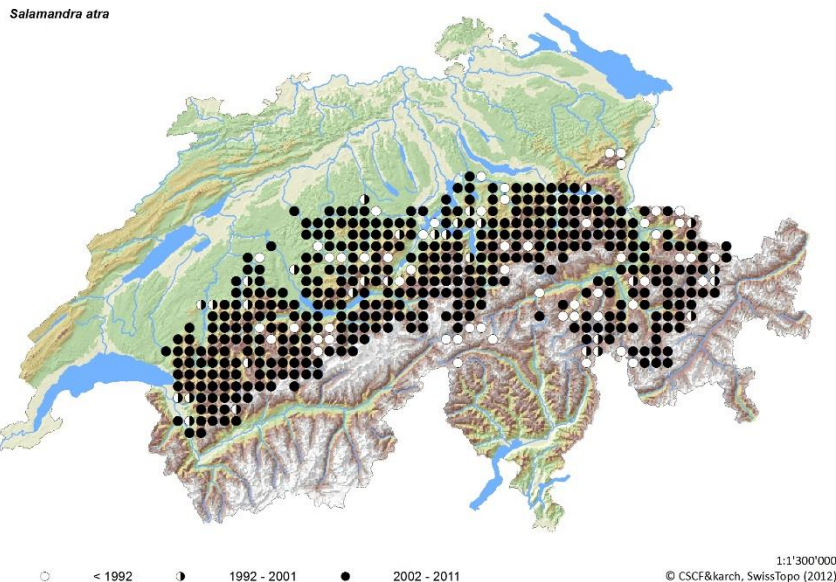 Salamandra atra
1:1'300'000
< 1992 1992 - 2001 2002 - 2011 © CSCF&karch, SwissTopo (2012)